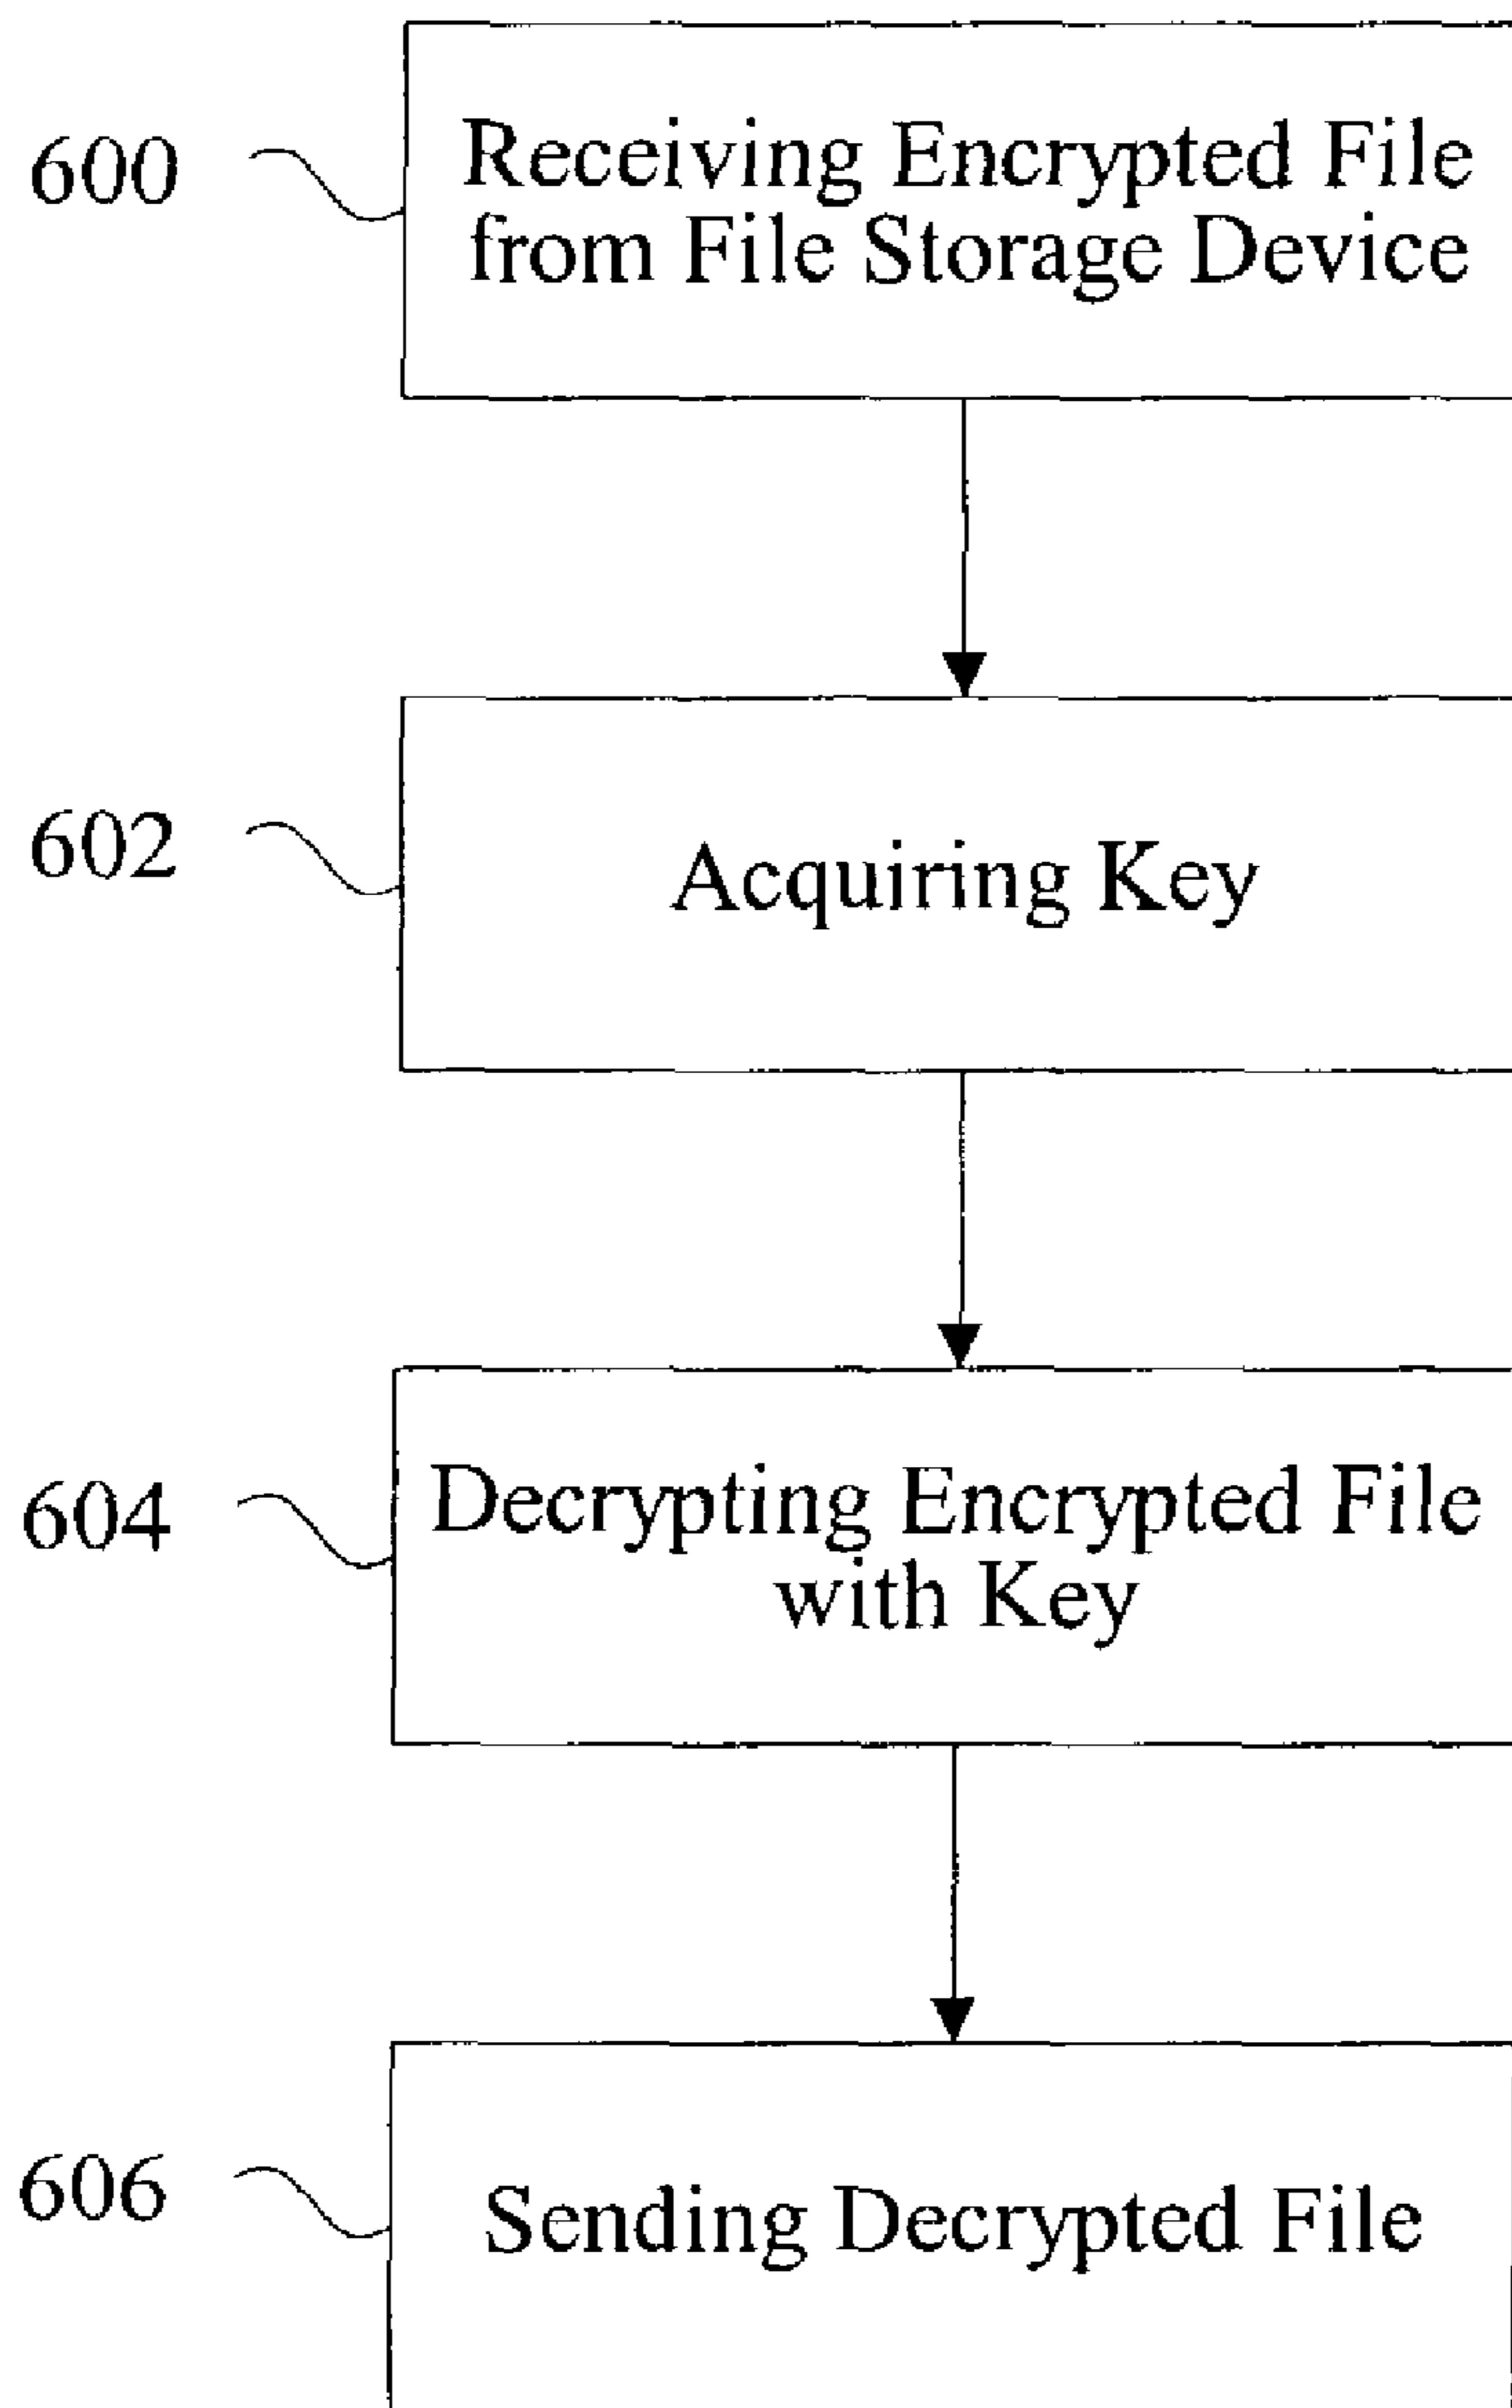 600
Receiving Encrypted File
from File Storage Device
602
Acquiring Key
604
Decrypting Encrypted File
with Key
606
Sending Decrypted File